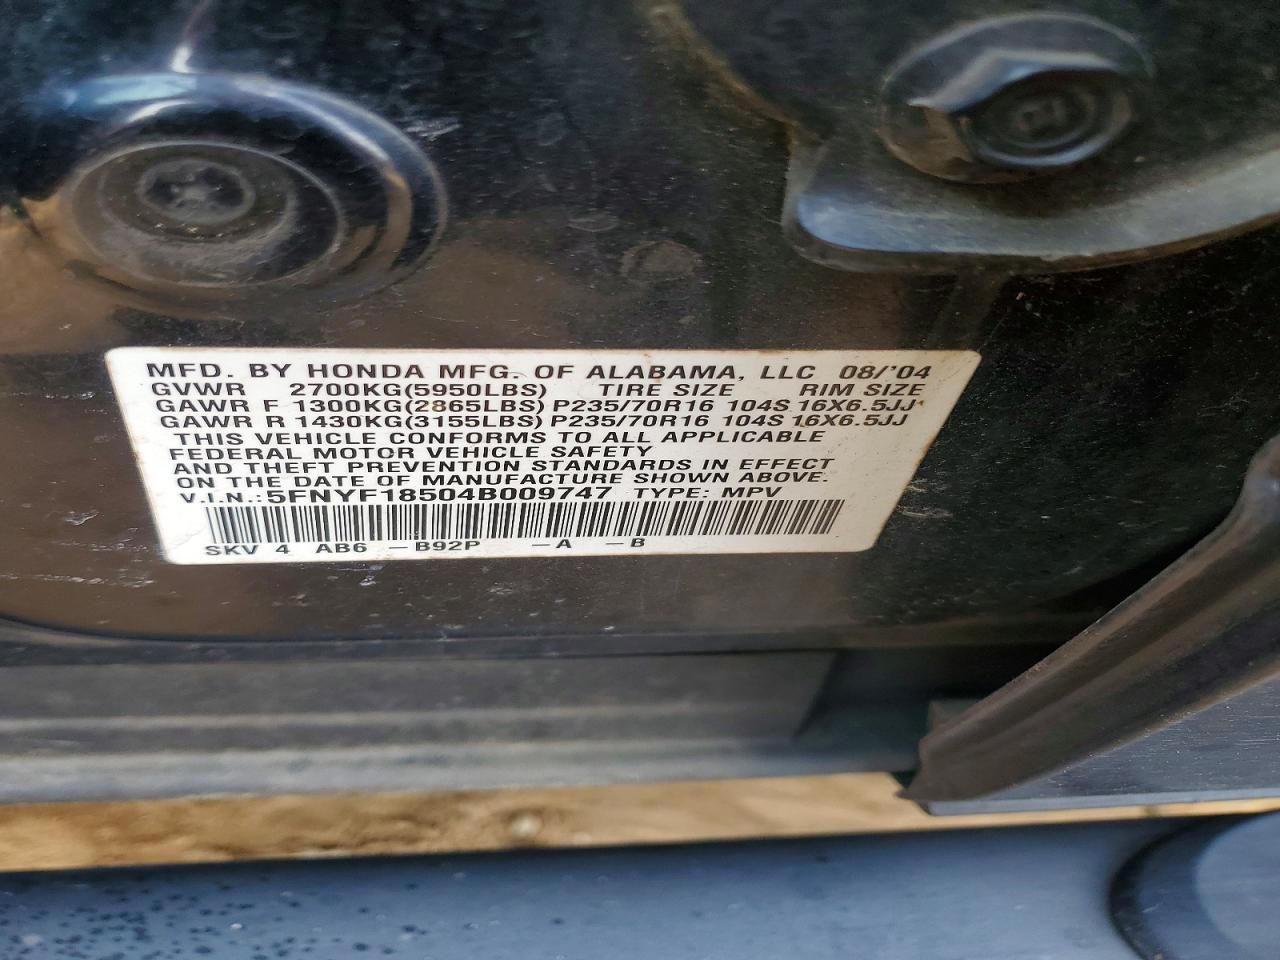 MFD. BY HONDA MFG. OF ALABAMA, LLC 08/'04
GVWR 2700KG(5950LBS) TIRE SIZE RIM SIZE
GAWR F 1300KG(2865LBS) P235/70R16 104S 16X6.5JJ
GAWR R 1430KG(3155LBS) P235/70R16 104S 16X6.5JJ
THIS VEHICLE CONFORMS TO ALL APPLICABLE
FEDERAL MOTOR VEHICLE SAFETY
AND THEFT PREVENTION STANDARDS IN EFFECT
ON THE DATE OF MANUFACTURE SHOWN ABOVE.
V.I.N.: 5FNYF18504B009747 TYPE: MPV
SKV 4 AB6 -B92P -A -B